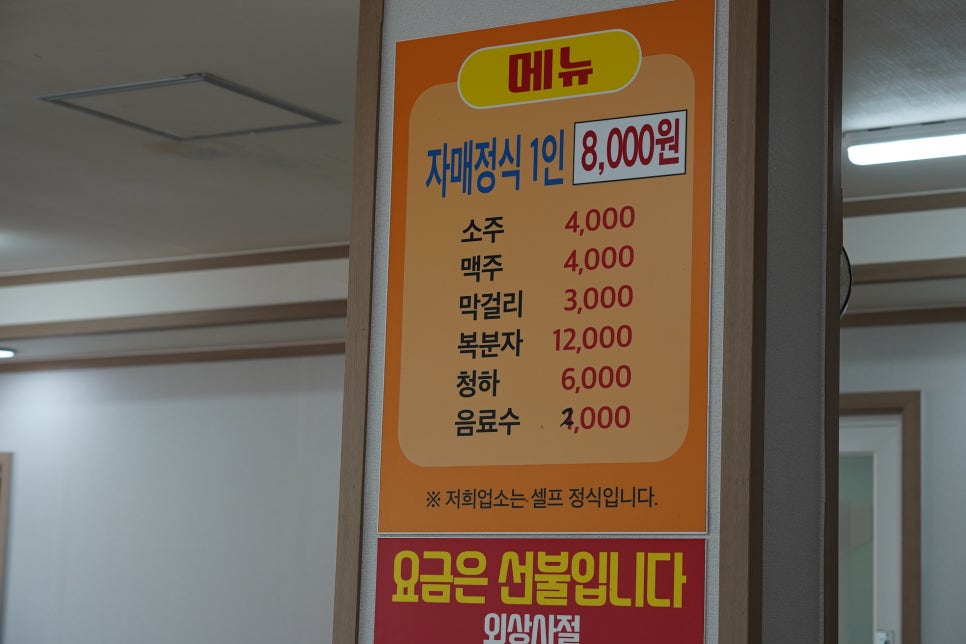 메뉴
자매정식 1인 8,000원
소주 4,000
맥주 4,000
막걸리 3,000
복분자 12,000
청하 6,000
음료수 2,000
※ 저희업소는 셀프 정식입니다.
요금은 선불입니다
외상사절